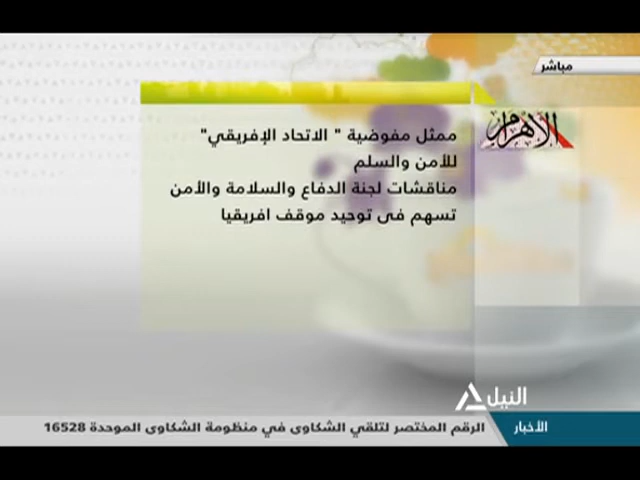 مباشر
الأهرام
ممثل مفوضية " الاتحاد الإفريقي"
للأمن والسلم
مناقشات لجنة الدفاع والسلامة والأمن
تسهم فى توحيد موقف افريقيا
النيل
الأخبار
الرقم المختصر لتلقي الشكاوى في منظومة الشكاوى الموحدة 16528